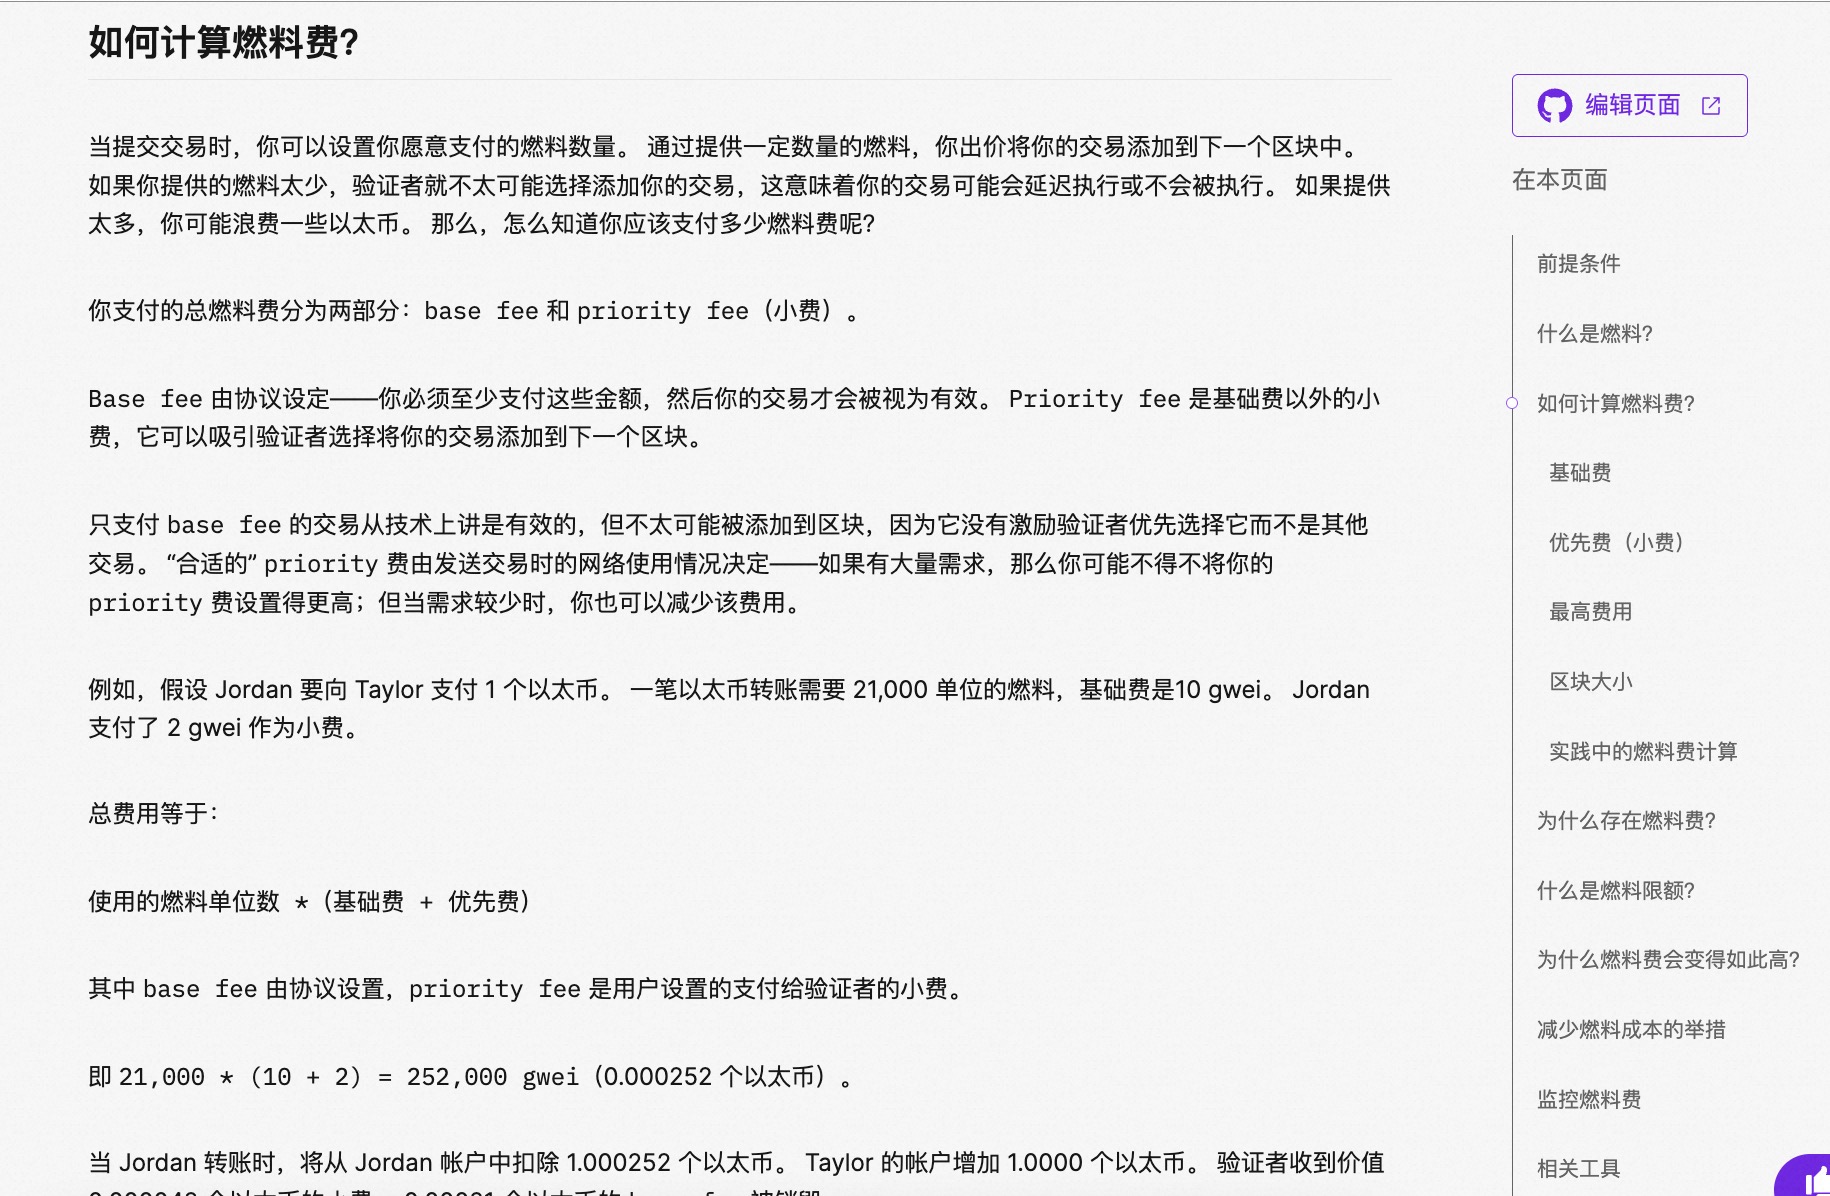 如何计算燃料费?
当提交交易时，你可以设置你愿意支付的燃料数量。 通过提供一定数量的燃料，你出价将你的交易添加到下一个区块中。
如果你提供的燃料太少，验证者就不太可能选择添加你的交易，这意味着你的交易可能会延迟执行或不会被执行。 如果提供
太多，你可能浪费一些以太币。 那么，怎么知道你应该支付多少燃料费呢?
你支付的总燃料费分为两部分：base fee 和 priority fee（小费）。
Base fee 由协议设定——你必须至少支付这些金额，然后你的交易才会被视为有效。 Priority fee 是基础费以外的小
费，它可以吸引验证者选择将你的交易添加到下一个区块。
只支付 base fee 的交易从技术上讲是有效的，但不太可能被添加到区块，因为它没有激励验证者优先选择它而不是其他
交易。 “合适的” priority 费由发送交易时的网络使用情况决定——如果有大量需求，那么你可能不得不将你的
priority 费设置得更高；但当需求较少时，你也可以减少该费用。
例如，假设 Jordan 要向 Taylor 支付 1 个以太币。 一笔以太币转账需要 21,000 单位的燃料，基础费是10 gwei。 Jordan
支付了 2 gwei 作为小费。
总费用等于：
使用的燃料单位数 *（基础费 + 优先费）
其中 base fee 由协议设置，priority fee 是用户设置的支付给验证者的小费。
即 21,000 * (10 + 2) = 252,000 gwei（0.000252 个以太币）。
当 Jordan 转账时，将从 Jordan 帐户中扣除 1.000252 个以太币。 Taylor 的帐户增加 1.0000 个以太币。 验证者收到价值
编辑页面
在本页面
前提条件
什么是燃料?
如何计算燃料费?
基础费
优先费（小费）
最高费用
区块大小
实践中的燃料费计算
为什么存在燃料费?
什么是燃料限额?
为什么燃料费会变得如此高?
减少燃料成本的举措
监控燃料费
相关工具